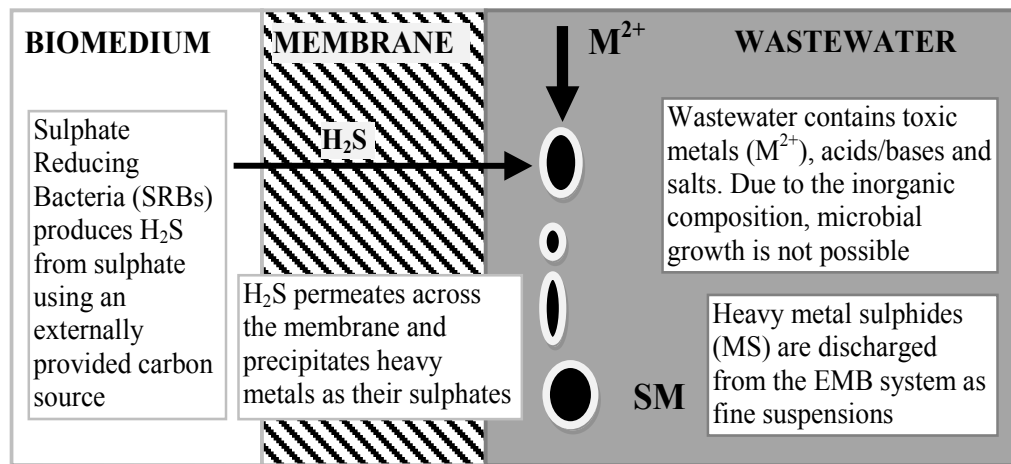 BIOMEDIUM
MEMBRANE
M²⁺
WASTEWATER
Sulphate
Reducing
Bacteria (SRBs)
produces H₂S
from sulphate
using an
externally
provided carbon
source
H₂S
H₂S permeates across
the membrane and
precipitates heavy
metals as their sulphates
Wastewater contains toxic
metals (M²⁺), acids/bases and
salts. Due to the inorganic
composition, microbial
growth is not possible
SM
Heavy metal sulphides
(MS) are discharged
from the EMB system as
fine suspensions